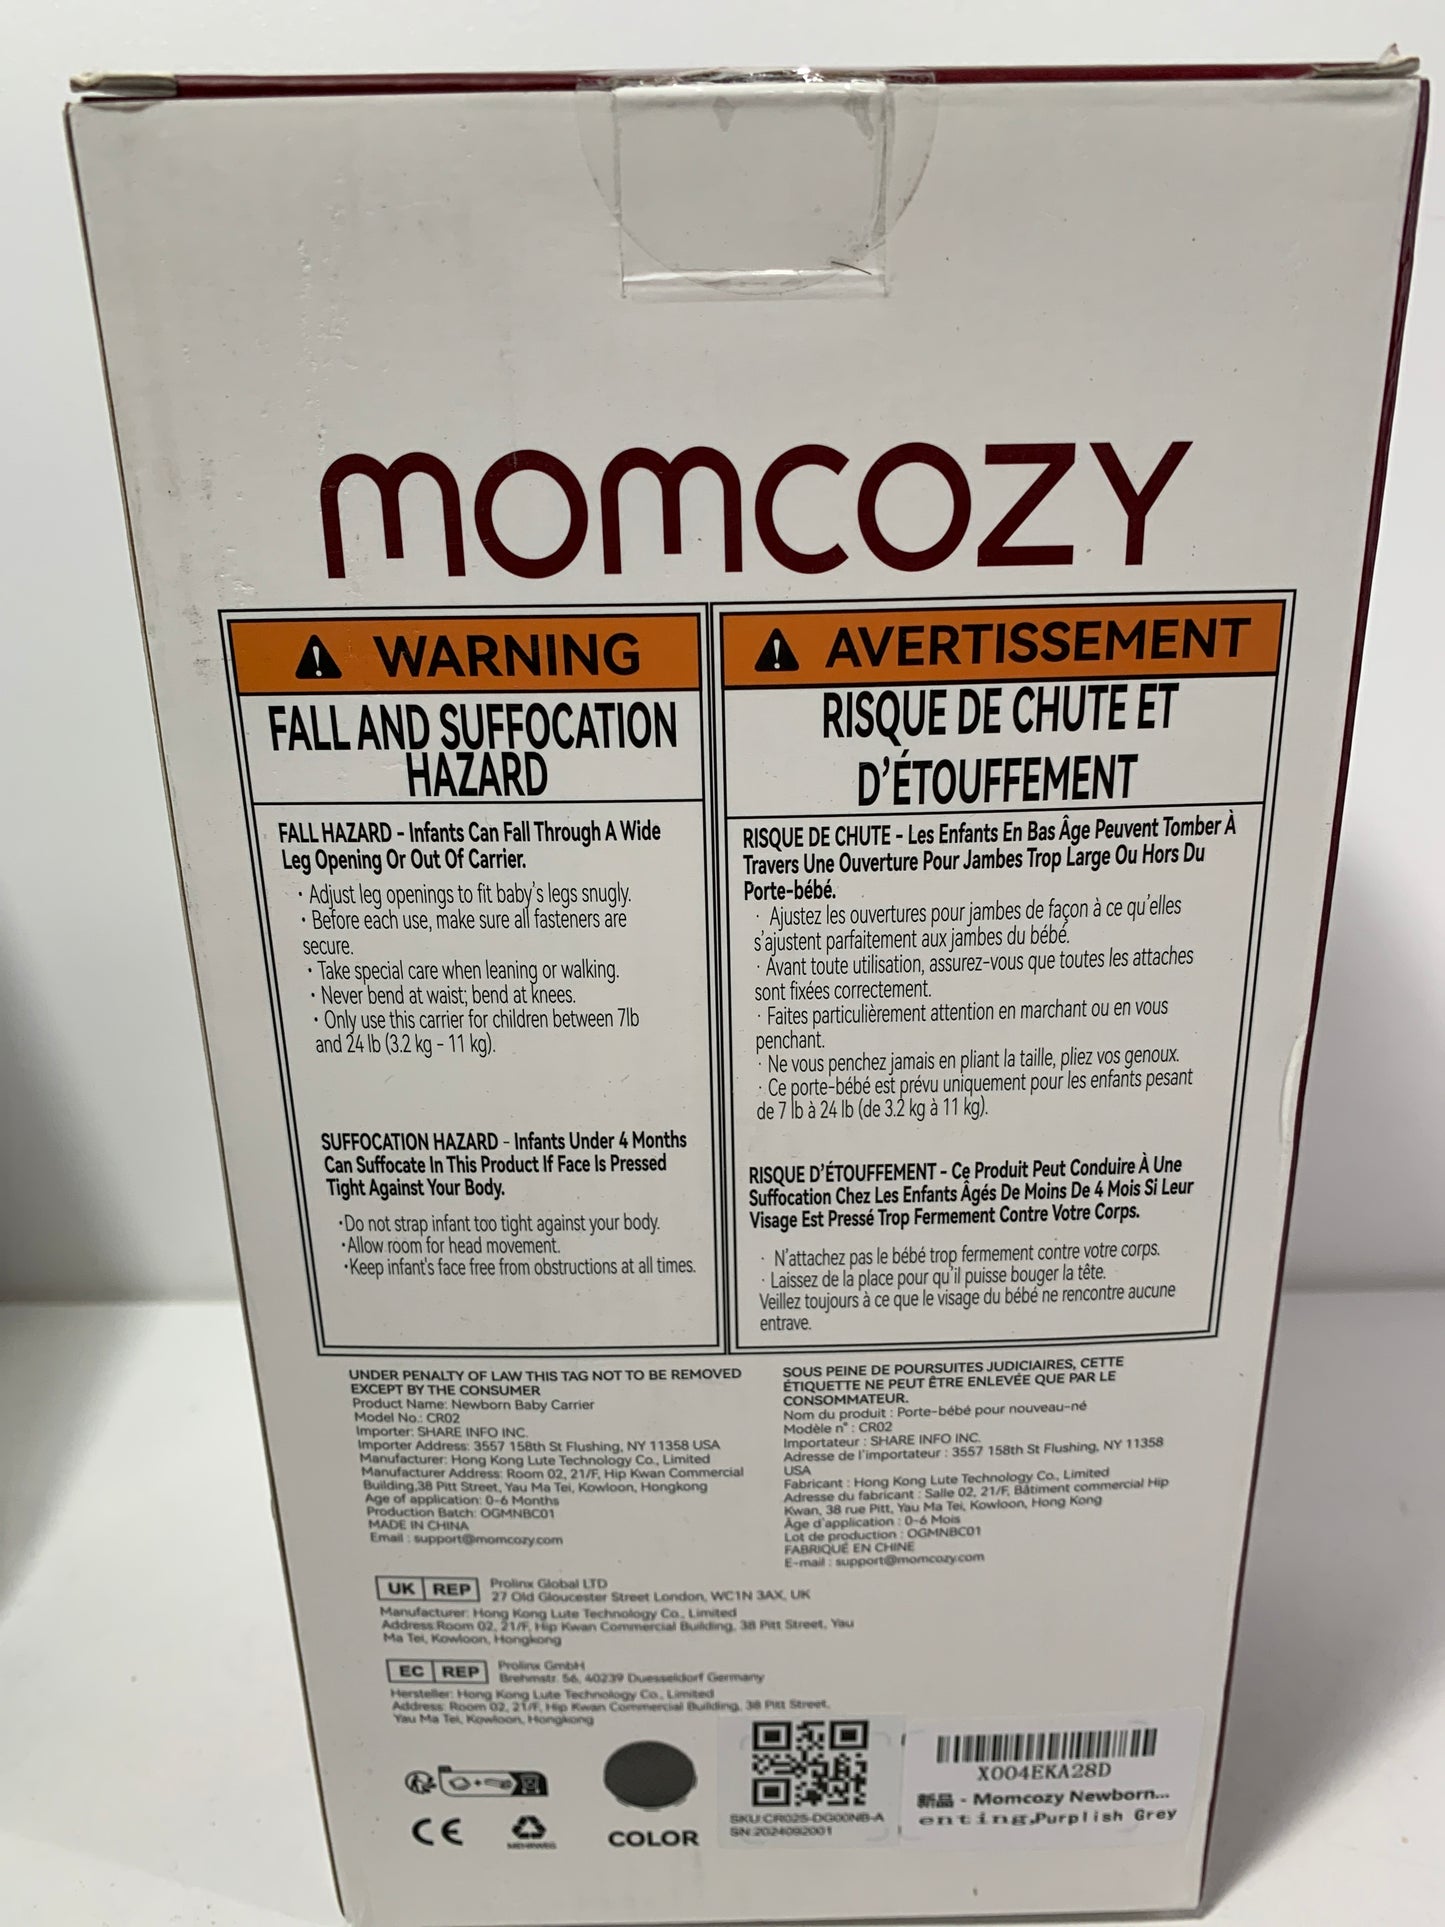 momcozy
WARNING
FALL AND SUFFOCATION
HAZARD
FALL HAZARD - Infants Can Fall Through A Wide
Leg Opening Or Out Of Carrier.
· Adjust leg openings to fit baby's legs snugly.
· Before each use, make sure all fasteners are
secure.
· Take special care when leaning or walking.
· Never bend at waist; bend at knees.
· Only use this carrier for children between 7lb
and 24 lb (3.2 kg - 11 kg).
SUFFOCATION HAZARD - Infants Under 4 Months
Can Suffocate In This Product If Face Is Pressed
Tight Against Your Body.
·Do not strap infant too tight against your body.
·Allow room for head movement.
·Keep infant's face free from obstructions at all times.
AVERTISSEMENT
RISQUE DE CHUTE ET
D'ÉTOUFFEMENT
RISQUE DE CHUTE - Les Enfants En Bas Âge Peuvent Tomber À
Travers Une Ouverture Pour Jambes Trop Large Ou Hors Du
Porte-bébé.
· Ajustez les ouvertures pour jambes de façon à ce qu'elles
s'ajustent parfaitement aux jambes du bébé.
· Avant toute utilisation, assurez-vous que toutes les attaches
sont fixées correctement.
· Faites particulièrement attention en marchant ou en vous
penchant.
· Ne vous penchez jamais en pliant la taille, pliez vos genoux.
· Ce porte-bébé est prévu uniquement pour les enfants pesant
de 7 lb à 24 lb (de 3.2 kg à 11 kg).
RISQUE D'ÉTOUFFEMENT - Ce Produit Peut Conduire À Une
Suffocation Chez Les Enfants Âgés De Moins De 4 Mois Si Leur
Visage Est Pressé Trop Fermement Contre Votre Corps.
· N'attachez pas le bébé trop fermement contre votre corps.
· Laissez de la place pour qu'il puisse bouger la tête.
Veillez toujours à ce que le visage du bébé ne rencontre aucune
entrave.
UNDER PENALTY OF LAW THIS TAG NOT TO BE REMOVED
EXCEPT BY THE CONSUMER
Product Name: Newborn Baby Carrier
Model No.: CR02
Importer: SHARE INFO INC.
Importer Address: 3557 158th St Flushing, NY 11358 USA
Manufacturer: Hong Kong Lute Technology Co., Limited
Manufacturer Address: Room 02, 21/F, Hip Kwan Commercial
Building,38 Pitt Street, Yau Ma Tei, Kowloon, Hongkong
Age of application: 0-6 Months
Production Batch: OGMNBC01
MADE IN CHINA
Email : support@momcozy.com
SOUS PEINE DE POURSUITES JUDICIAIRES, CETTE
ÉTIQUETTE NE PEUT ÊTRE ENLEVÉE QUE PAR LE
CONSOMMATEUR.
Nom du produit : Porte-bébé pour nouveau-né
Modèle n° : CR02
Importateur : SHARE INFO INC.
Adresse de l'importateur : 3557 158th St Flushing, NY 11358
USA
Fabricant : Hong Kong Lute Technology Co., Limited
Adresse du fabricant : Salle 02, 21/F, Bâtiment commercial Hip
Kwan, 38 rue Pitt, Yau Ma Tei, Kowloon, Hong Kong
Âge d'application : 0-6 Mois
Lot de production : OGMNBC01
FABRIQUÉ EN CHINE
E-mail : support@momcozy.com
UK REP
Prolinx Global LTD
27 Old Gloucester Street London, WC1N 3AX, UK
Manufacturer: Hong Kong Lute Technology Co., Limited
Address:Room 02, 21/F, Hip Kwan Commercial Building, 38 Pitt Street, Yau
Ma Tei, Kowloon, Hongkong
EC REP
Prolinx GmbH
Brehmstr. 56, 40239 Duesseldorf Germany
Hersteller: Hong Kong Lute Technology Co., Limited
Address: Room 02, 21/F, Hip Kwan Commercial Building, 38 Pitt Street,
Yau Ma Tei, Kowloon, Hongkong
CE
COLOR
SKU:CR025-DG00NB-A
SN:2024092001
X004EKA28D
新品 - Momcozy Newborn...
enting,Purplish Grey